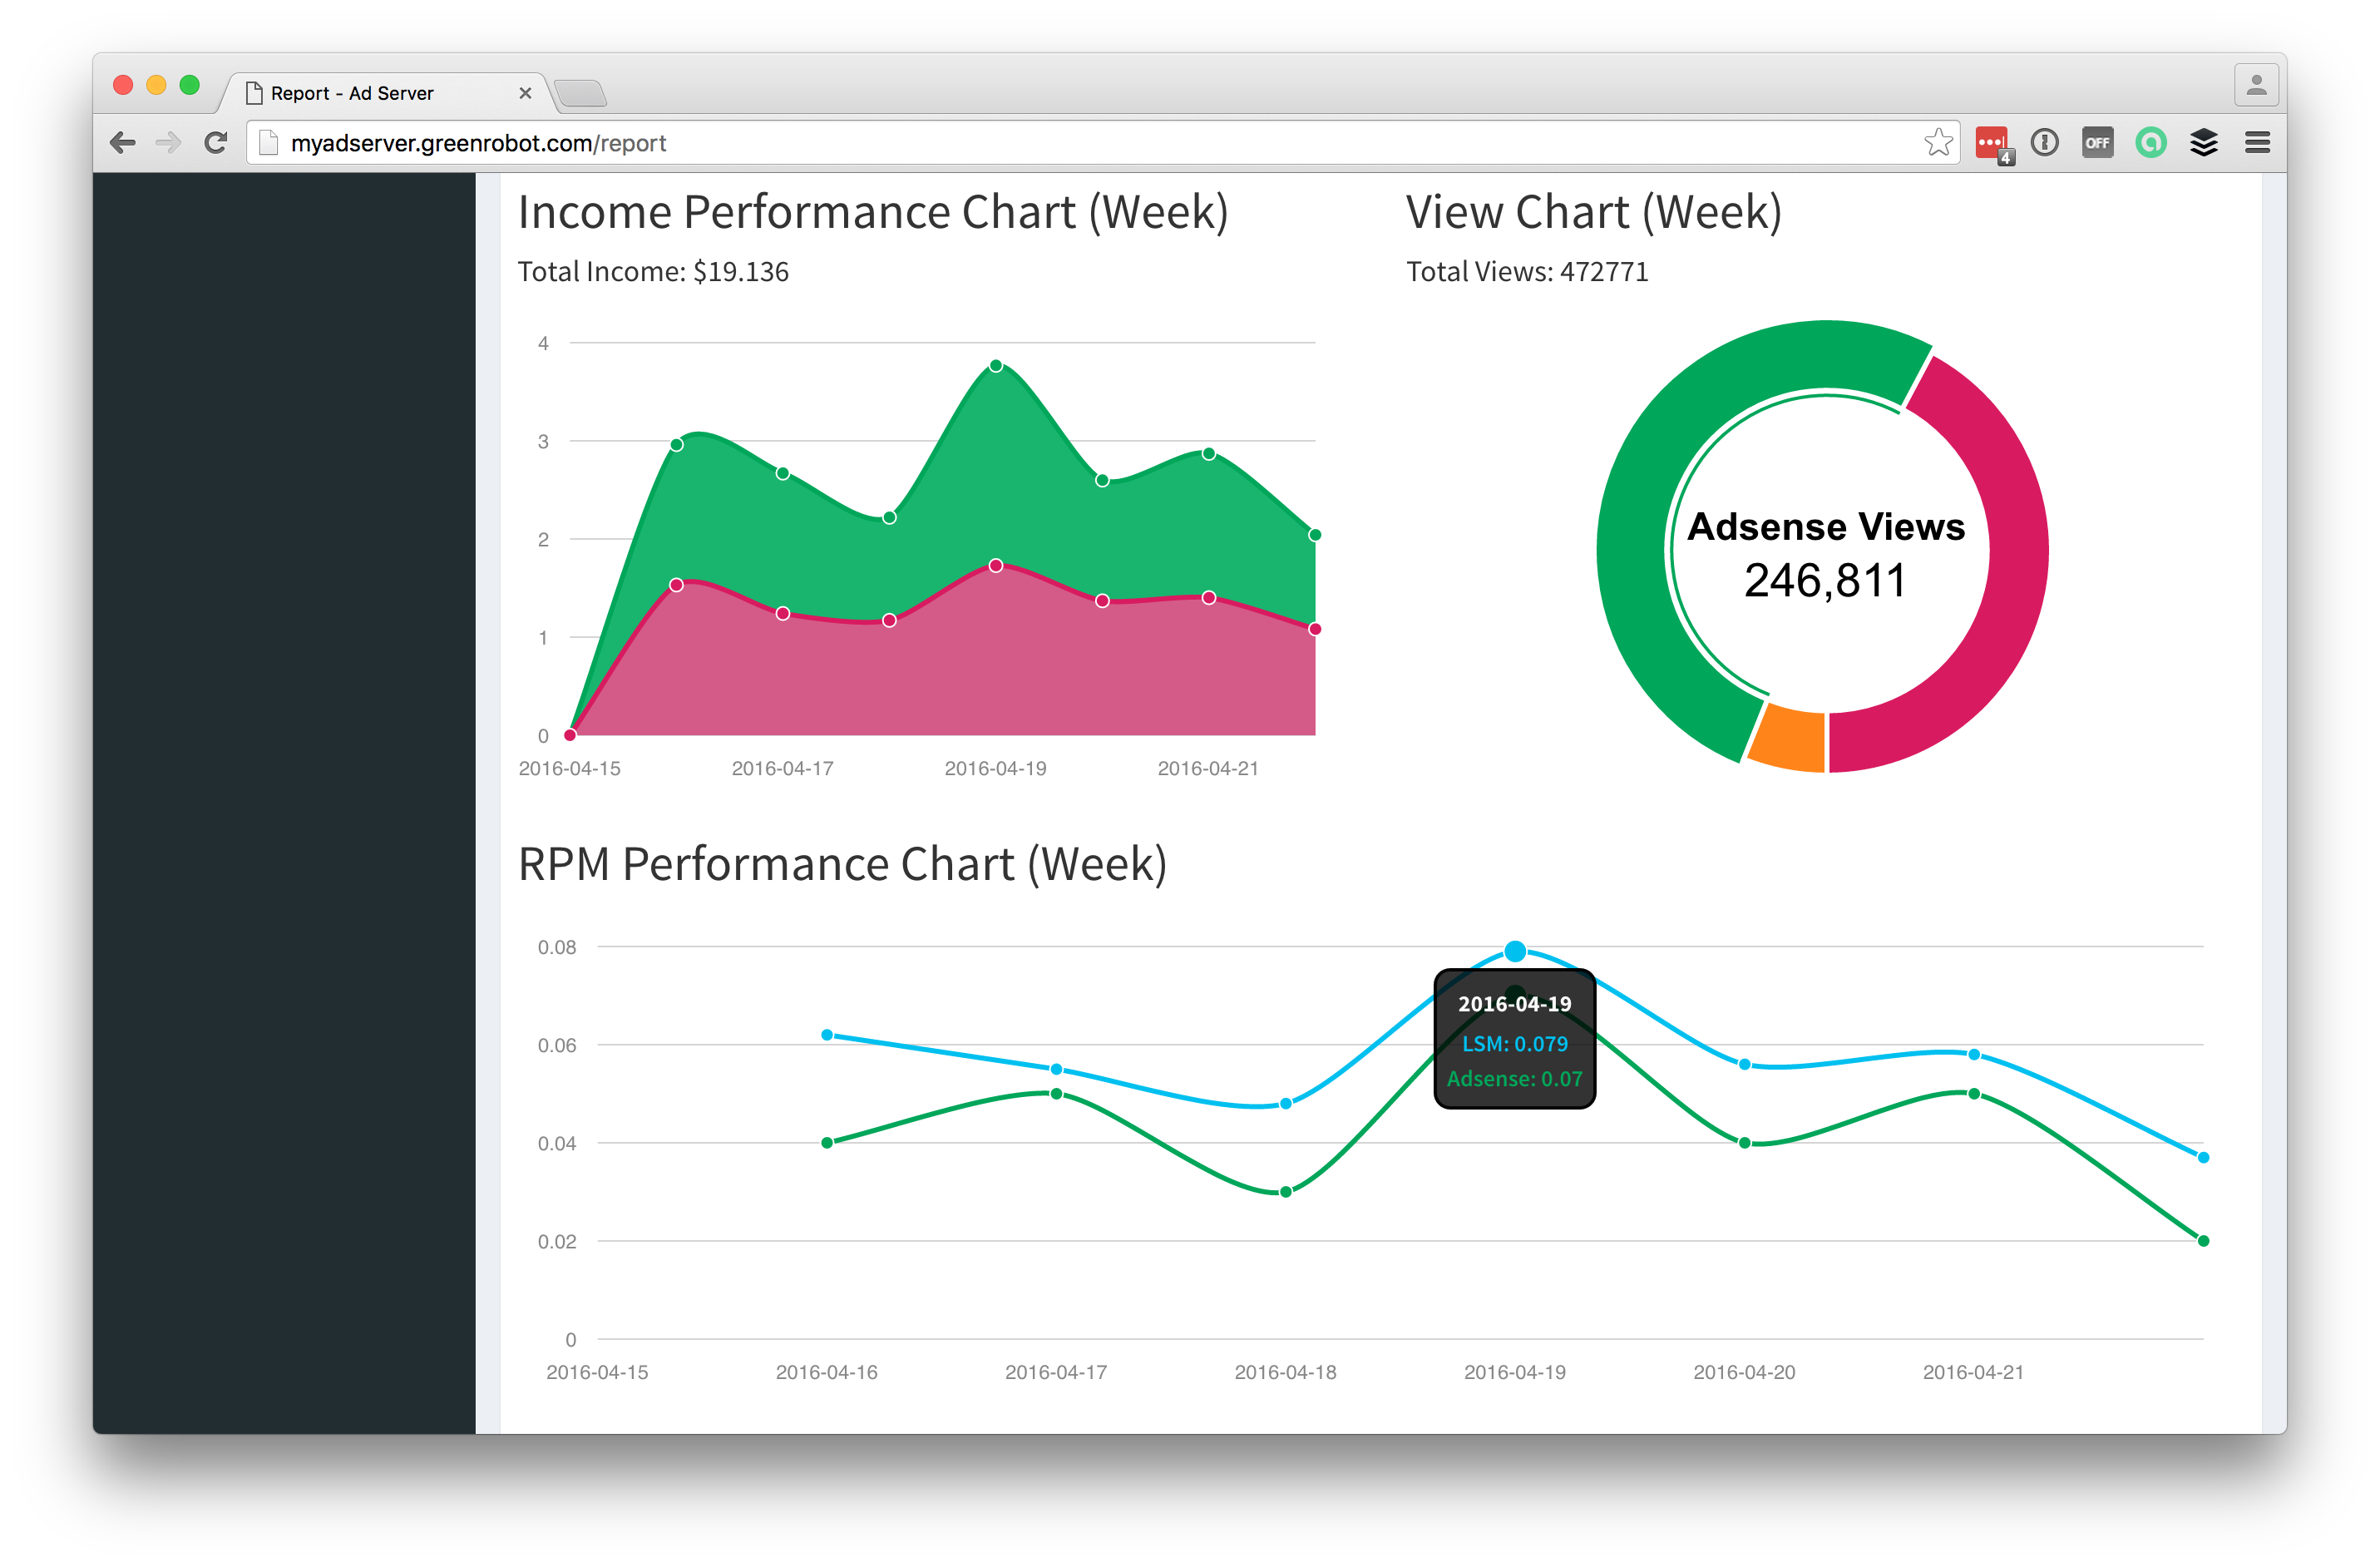 Report - Ad Server
myadserver.greenrobot.com/report
4
OFF
Income Performance Chart (Week)
Total Income: $19.136
4
3
2
1
0
2016-04-15 2016-04-17 2016-04-19 2016-04-21
View Chart (Week)
Total Views: 472771
Adsense Views
246,811
RPM Performance Chart (Week)
0.08
0.06
0.04
0.02
0
2016-04-19
LSM: 0.079
Adsense: 0.07
2016-04-15 2016-04-16 2016-04-17 2016-04-18 2016-04-19 2016-04-20 2016-04-21